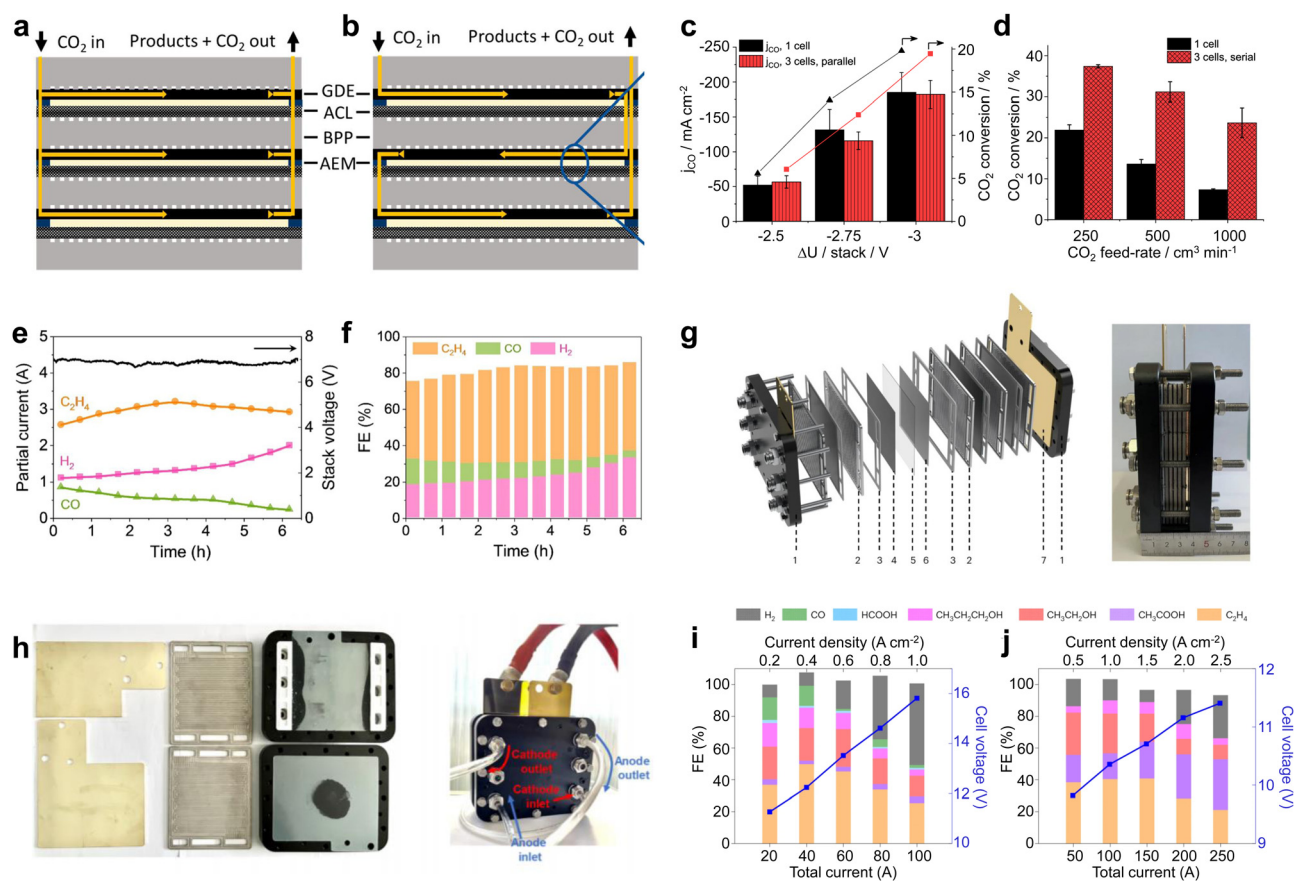 a
CO2 in
Products + CO2 out
GDE
ACL
BPP
AEM
b
CO2 in
Products + CO2 out
c
-250
-200
-150
-100
-50
0
jCO / mA cm-2
jCO, 1 cell
jCO, 3 cells, parallel
20
15
10
5
0
CO2 conversion / %
-2.5
-2.75
-3
ΔU / stack / V
d
40
30
20
10
0
CO2 conversion / %
1 cell
3 cells, serial
250
500
1000
CO2 feed-rate / cm3 min-1
e
5
4
3
2
1
0
Partial current (A)
C2H4
H2
CO
8
6
4
2
0
Stack voltage (V)
0
1
2
3
4
5
6
Time (h)
f
100
80
60
40
20
0
FE (%)
C2H4
CO
H2
0
1
2
3
4
5
6
Time (h)
g
1
2
3
4
5
6
3
2
7
1
1 2 3 4 5 6 7 8
h
Cathode outlet
Anode outlet
Cathode inlet
Anode inlet
H2
CO
HCOOH
CH3CH2CH2OH
CH3CH2OH
CH3COOH
C2H4
i
Current density (A cm-2)
0.2
0.4
0.6
0.8
1.0
100
80
60
40
20
0
FE (%)
16
14
12
10
Cell voltage (V)
20
40
60
80
100
Total current (A)
j
Current density (A cm-2)
0.5
1.0
1.5
2.0
2.5
100
80
60
40
20
0
FE (%)
12
11
10
9
Cell voltage (V)
50
100
150
200
250
Total current (A)